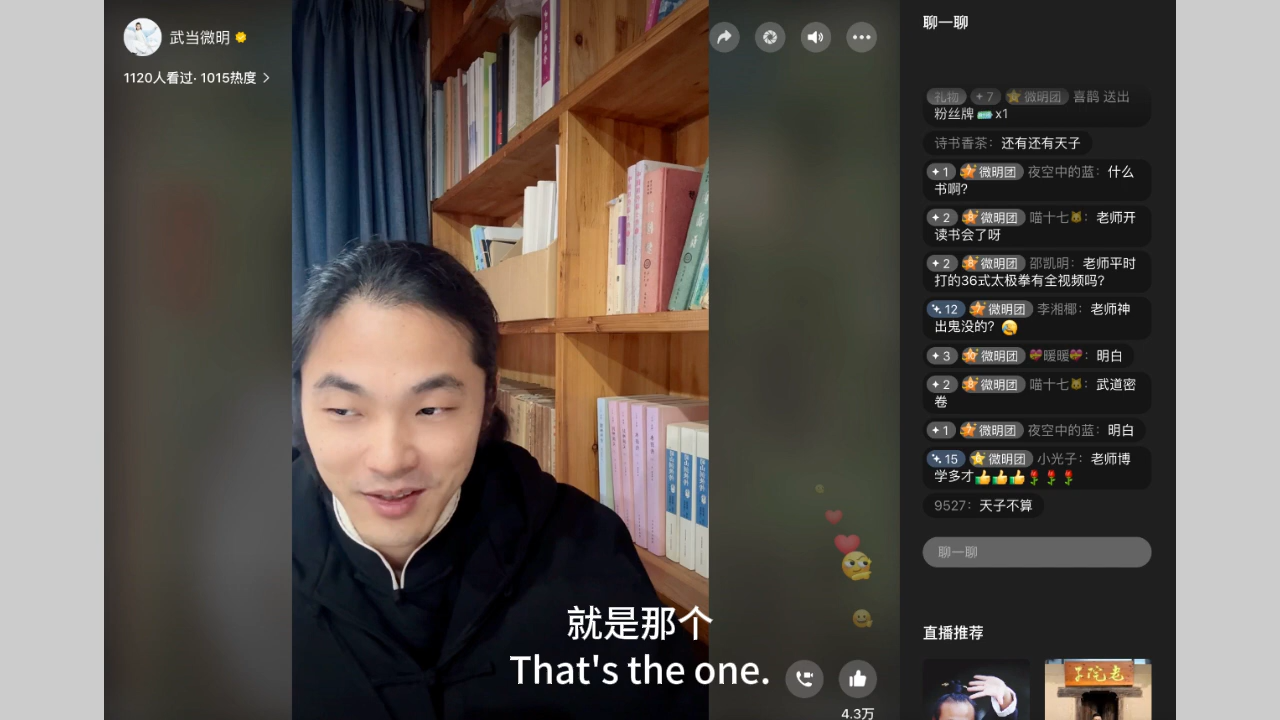 武当微明
1120人看过· 1015热度 >
聊一聊
礼物 7 微明团 喜鹊 送出
粉丝牌 x1
诗书香茶： 还有还有天子
1 微明团 夜空中的蓝： 什么
书啊?
2 微明团 喵十七🐱： 老师开
读书会了呀
2 微明团 邵凯明： 老师平时
打的36式太极拳有全视频吗?
12 微明团 李湘椰： 老师神
出鬼没的? 😂
3 微明团 💝暖暖💝： 明白
2 微明团 喵十七🐱： 武道密
卷
1 微明团 夜空中的蓝： 明白
15 微明团 小光子： 老师博
学多才👍👍👍🌹🌹🌹
9527： 天子不算
聊一聊
就是那个
That's the one.
4.3万
直播推荐